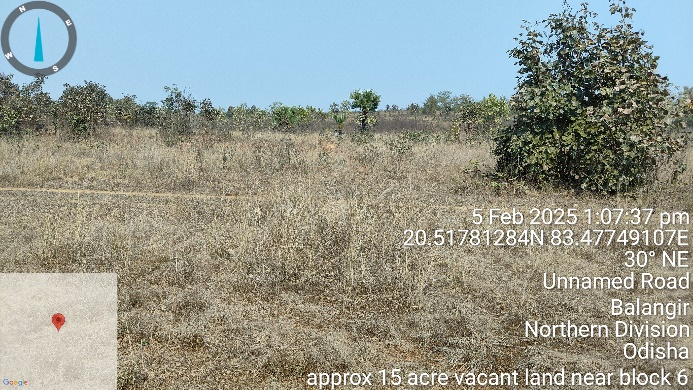 N
E
S
W
5 Feb 2025 1:07:37 pm
20.51781284N 83.47749107E
30° NE
Unnamed Road
Balangir
Northern Division
Odisha
approx 15 acre vacant land near block 6
Google